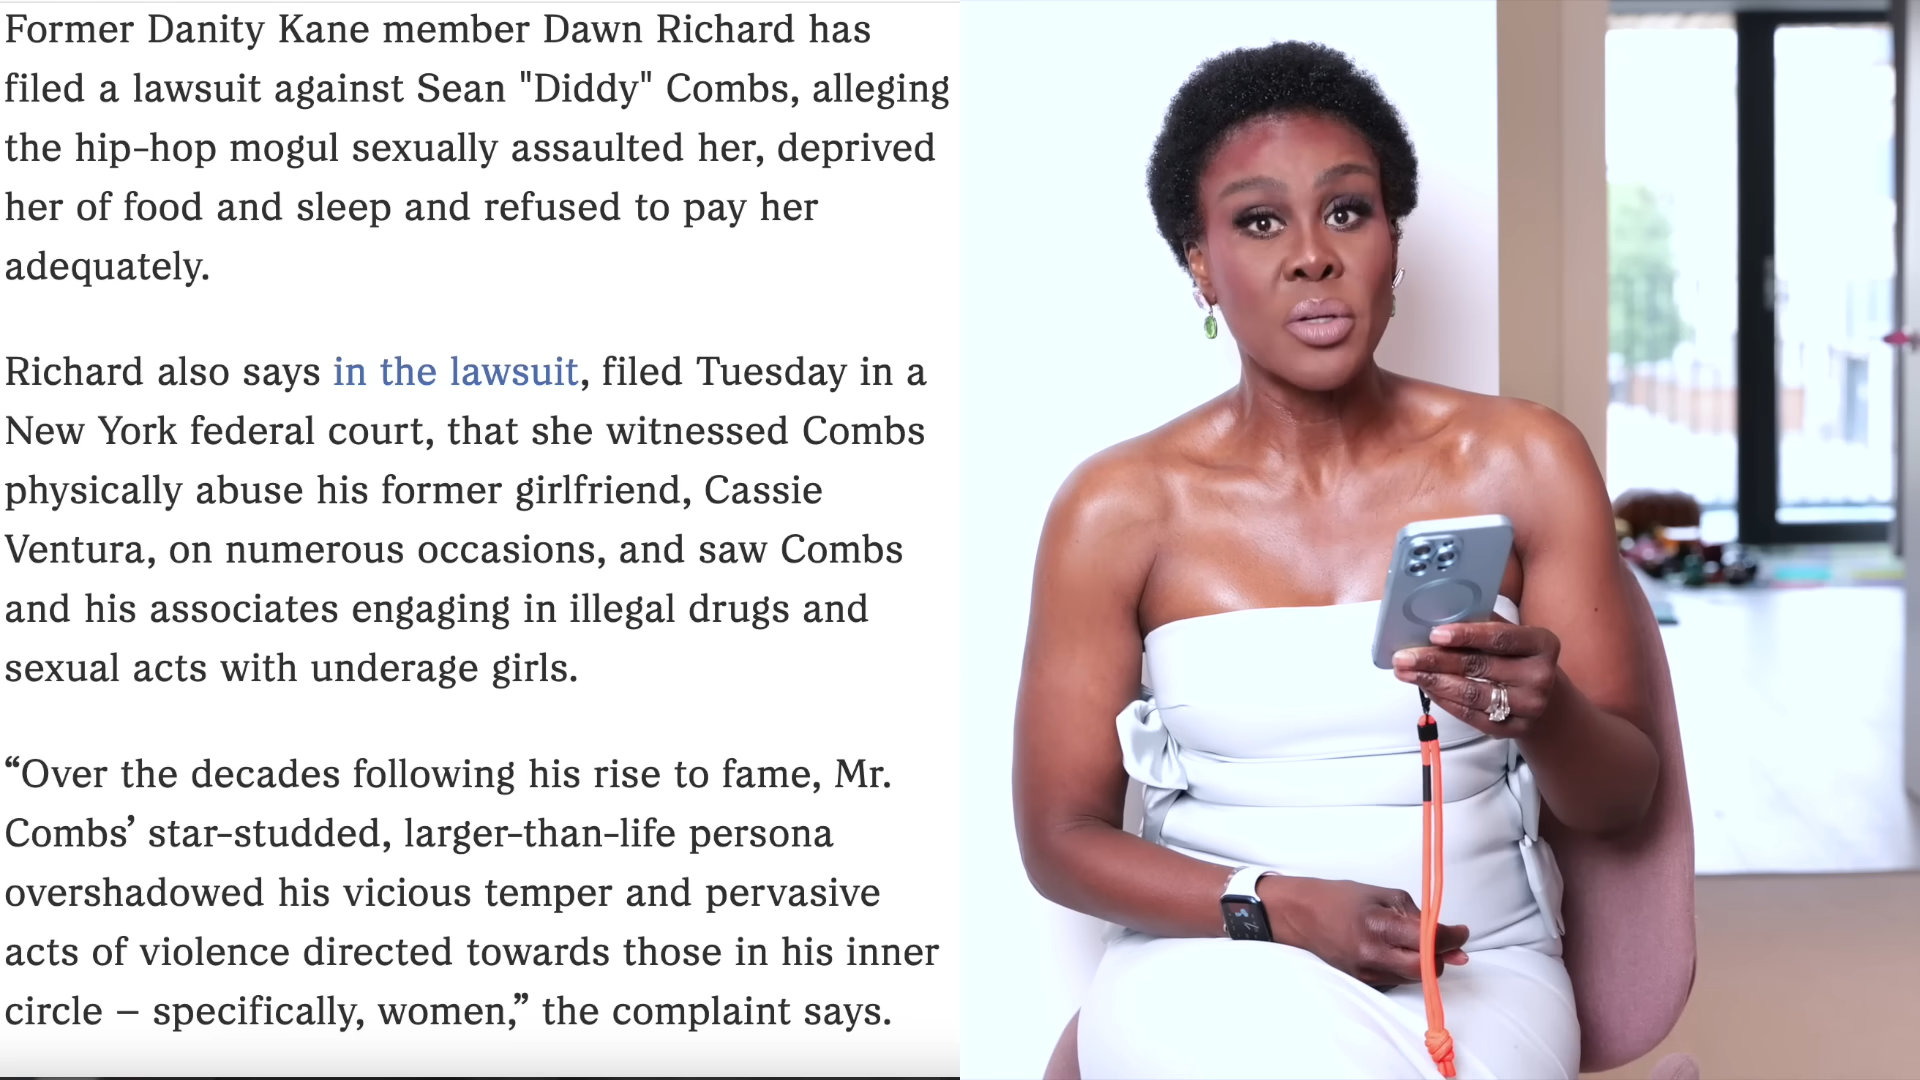 Former Danity Kane member Dawn Richard has
filed a lawsuit against Sean "Diddy" Combs, alleging
the hip-hop mogul sexually assaulted her, deprived
her of food and sleep and refused to pay her
adequately.
Richard also says in the lawsuit, filed Tuesday in a
New York federal court, that she witnessed Combs
physically abuse his former girlfriend, Cassie
Ventura, on numerous occasions, and saw Combs
and his associates engaging in illegal drugs and
sexual acts with underage girls.
“Over the decades following his rise to fame, Mr.
Combs’ star-studded, larger-than-life persona
overshadowed his vicious temper and pervasive
acts of violence directed towards those in his inner
circle – specifically, women,” the complaint says.